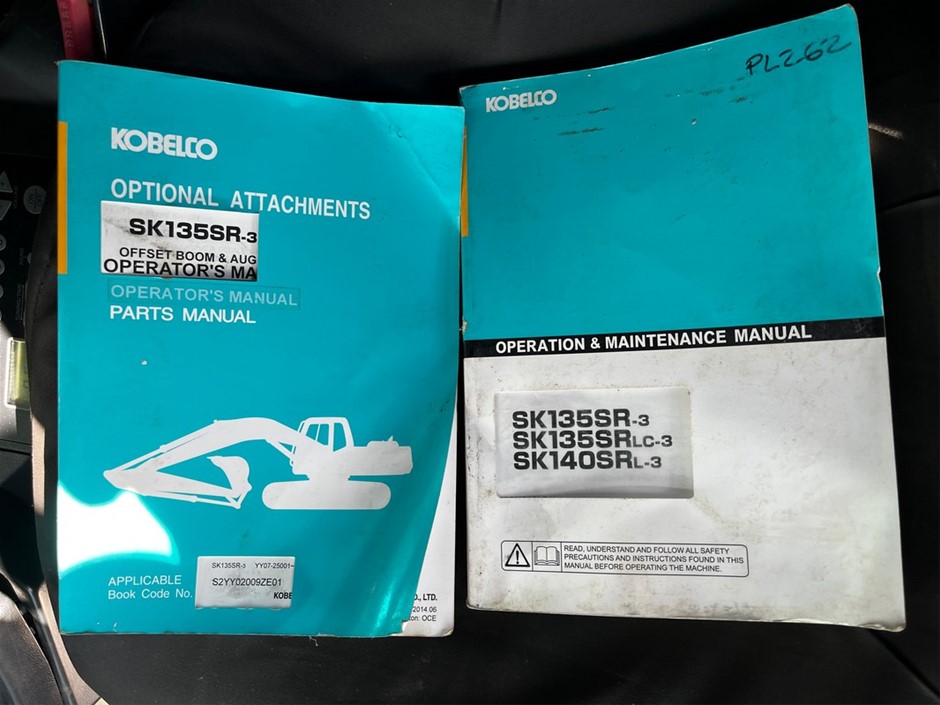 KOBELCO
OPTIONAL ATTACHMENTS
SK135SR-3
OFFSET BOOM & AUG
OPERATOR'S MA
OPERATOR'S MANUAL
PARTS MANUAL
APPLICABLE
Book Code No.
SK135SR-3 YY07-25001~
S2YY02009ZE01
KOBE
., LTD.
2014.06
OCE
PL262
KOBELCO
OPERATION & MAINTENANCE MANUAL
SK135SR-3
SK135SRLC-3
SK140SRL-3
READ, UNDERSTAND AND FOLLOW ALL SAFETY
PRECAUTIONS AND INSTRUCTIONS FOUND IN THIS
MANUAL BEFORE OPERATING THE MACHINE.